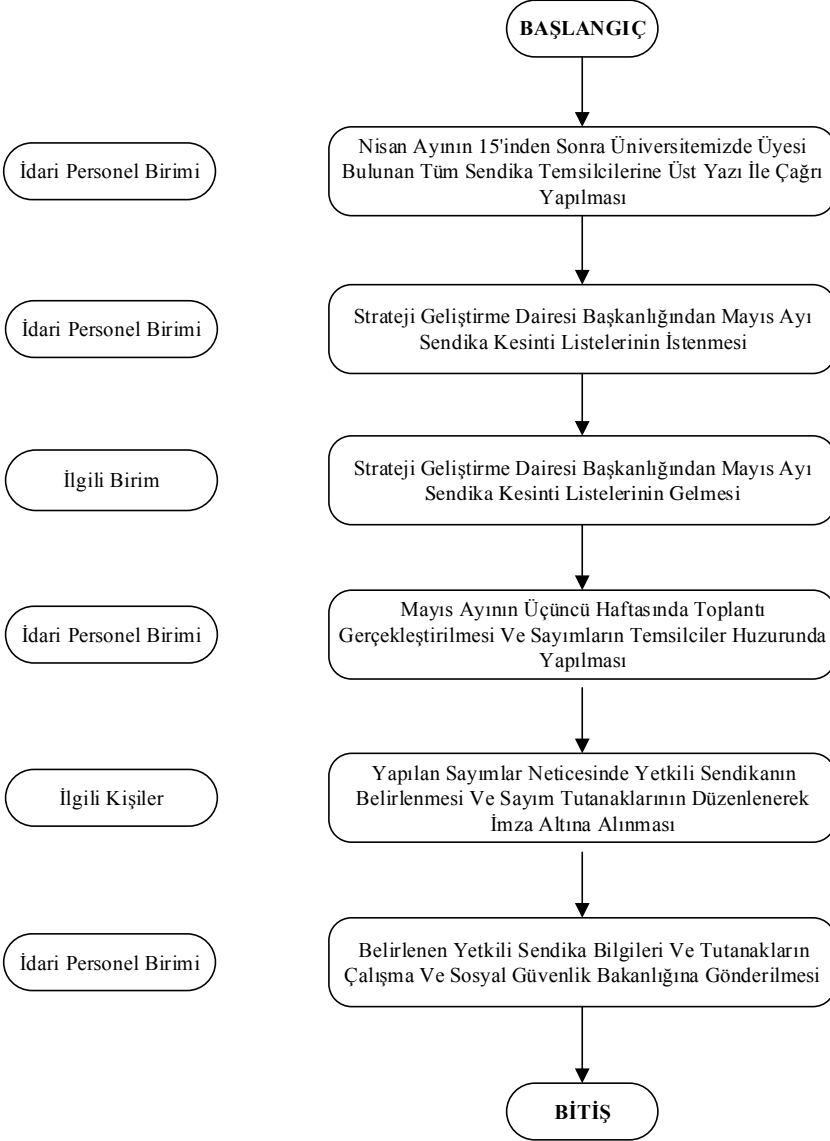 BAŞLANGIÇ
İdari Personel Birimi
Nisan Ayının 15'inden Sonra Üniversitemizde Üyesi
Bulunan Tüm Sendika Temsilcilerine Üst Yazı İle Çağrı
Yapılması
İdari Personel Birimi
Strateji Geliştirme Dairesi Başkanlığından Mayıs Ayı
Sendika Kesinti Listelerinin İstenmesi
İlgili Birim
Strateji Geliştirme Dairesi Başkanlığından Mayıs Ayı
Sendika Kesinti Listelerinin Gelmesi
İdari Personel Birimi
Mayıs Ayının Üçüncü Haftasında Toplantı
Gerçekleştirilmesi Ve Sayımların Temsilciler Huzurunda
Yapılması
İlgili Kişiler
Yapılan Sayımlar Neticesinde Yetkili Sendikanın
Belirlenmesi Ve Sayım Tutanaklarının Düzenlenerek
İmza Altına Alınması
İdari Personel Birimi
Belirlenen Yetkili Sendika Bilgileri Ve Tutanakların
Çalışma Ve Sosyal Güvenlik Bakanlığına Gönderilmesi
BİTİŞ